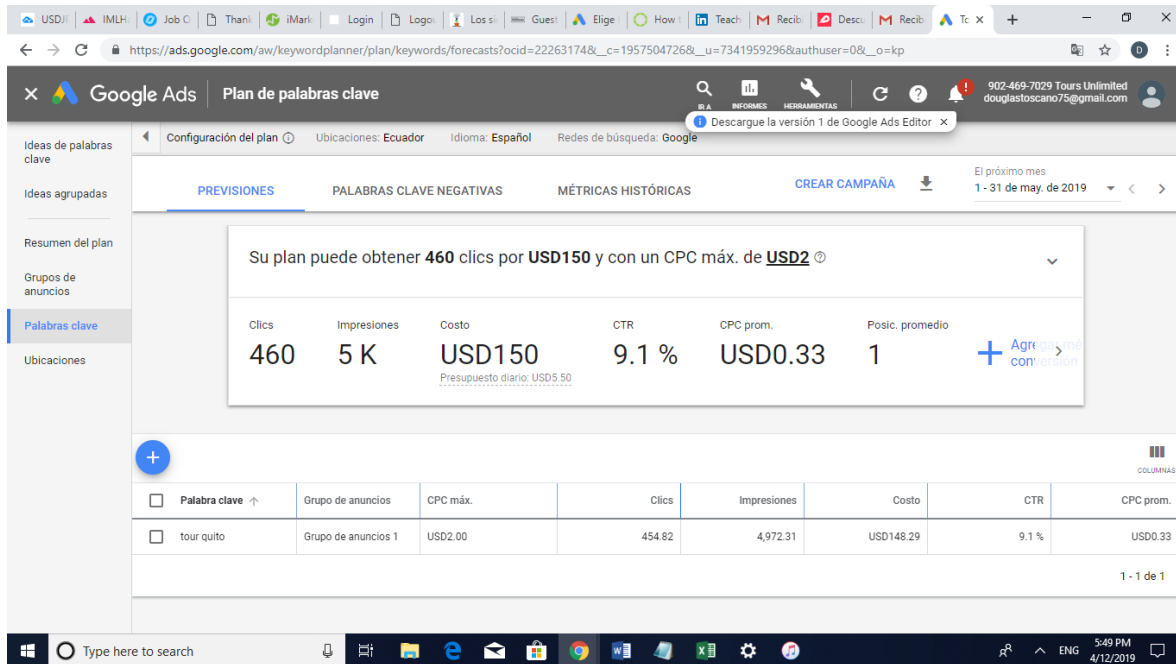 USDJI
IMLH
Job O
Thank
iMark
Login
Logou
Los si
Guest
Elige
How t
Teach
Recib
Descu
Recib
Tc
https://ads.google.com/aw/keywordplanner/plan/keywords/forecasts?ocid=22263174&__c=1957504726&__u=7341959296&authuser=0&__o=kp
D
Google Ads
Plan de palabras clave
IR A
INFORMES
HERRAMIENTAS
902-469-7029 Tours Unlimited
douglastoscano75@gmail.com
Descargue la versión 1 de Google Ads Editor
Configuración del plan
Ubicaciones: Ecuador
Idioma: Español
Redes de búsqueda: Google
Ideas de palabras
clave
Ideas agrupadas
Resumen del plan
Grupos de
anuncios
Palabras clave
Ubicaciones
PREVISIONES
PALABRAS CLAVE NEGATIVAS
MÉTRICAS HISTÓRICAS
CREAR CAMPAÑA
El próximo mes
1 - 31 de may. de 2019
Su plan puede obtener 460 clics por USD150 y con un CPC máx. de USD2
Clics
Impresiones
Costo
CTR
CPC prom.
Posic. promedio
460
5 K
USD150
9.1 %
USD0.33
1
Presupuesto diario: USD5.50
Agregar mé
conversión
COLUMNAS
Palabra clave
Grupo de anuncios
CPC máx.
Clics
Impresiones
Costo
CTR
CPC prom.
tour quito
Grupo de anuncios 1
USD2.00
454.82
4,972.31
USD148.29
9.1 %
USD0.33
1 - 1 de 1
Type here to search
ENG
5:49 PM
4/12/2019